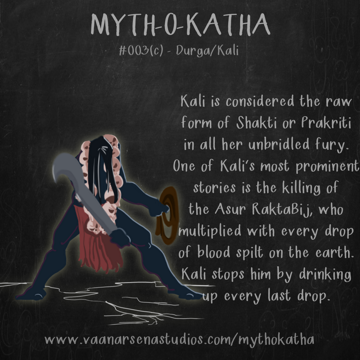 MYTH-O-KATHA
#003(c) - Durga/Kali
Kali is considered the raw
form of Shakti or Prakriti
in all her unbridled fury.
One of Kali's most prominent
stories is the killing of
the Asur RaktaBij, who
multiplied with every drop
of blood spilt on the earth.
Kali stops him by drinking
up every last drop.
www.vaanarsenastudios.com/mythokatha